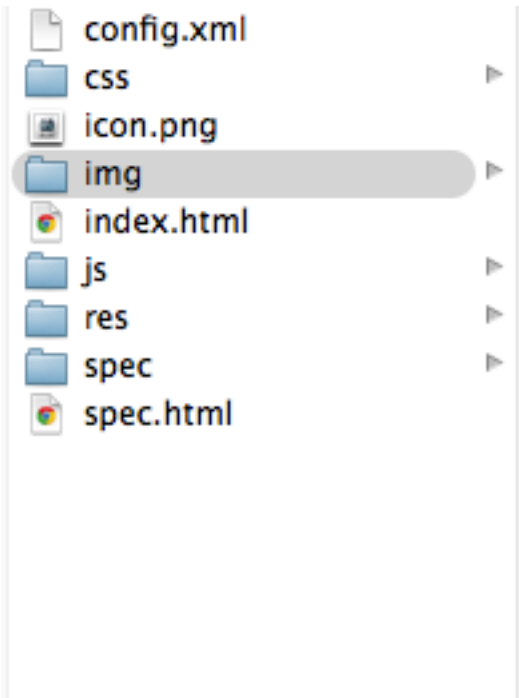 config.xml
css
icon.png
img
index.html
js
res
spec
spec.html